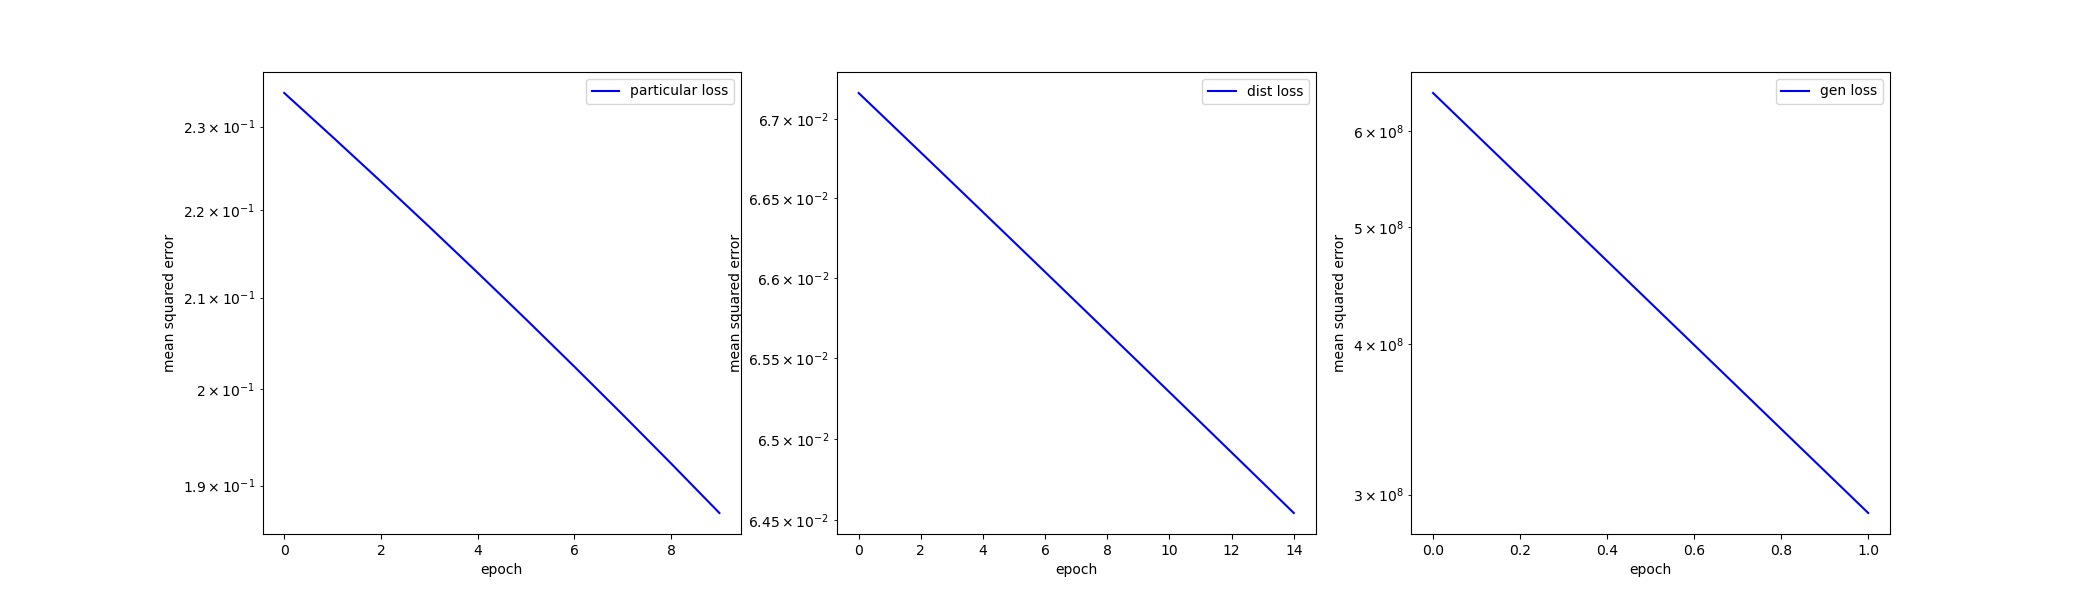 particular loss
2.3 × 10⁻¹
2.2 × 10⁻¹
2.1 × 10⁻¹
2 × 10⁻¹
1.9 × 10⁻¹
mean squared error
0 2 4 6 8
epoch
dist loss
6.7 × 10⁻²
6.65 × 10⁻²
6.6 × 10⁻²
6.55 × 10⁻²
6.5 × 10⁻²
6.45 × 10⁻²
mean squared error
0 2 4 6 8 10 12 14
epoch
gen loss
6 × 10⁸
5 × 10⁸
4 × 10⁸
3 × 10⁸
mean squared error
0.0 0.2 0.4 0.6 0.8 1.0
epoch